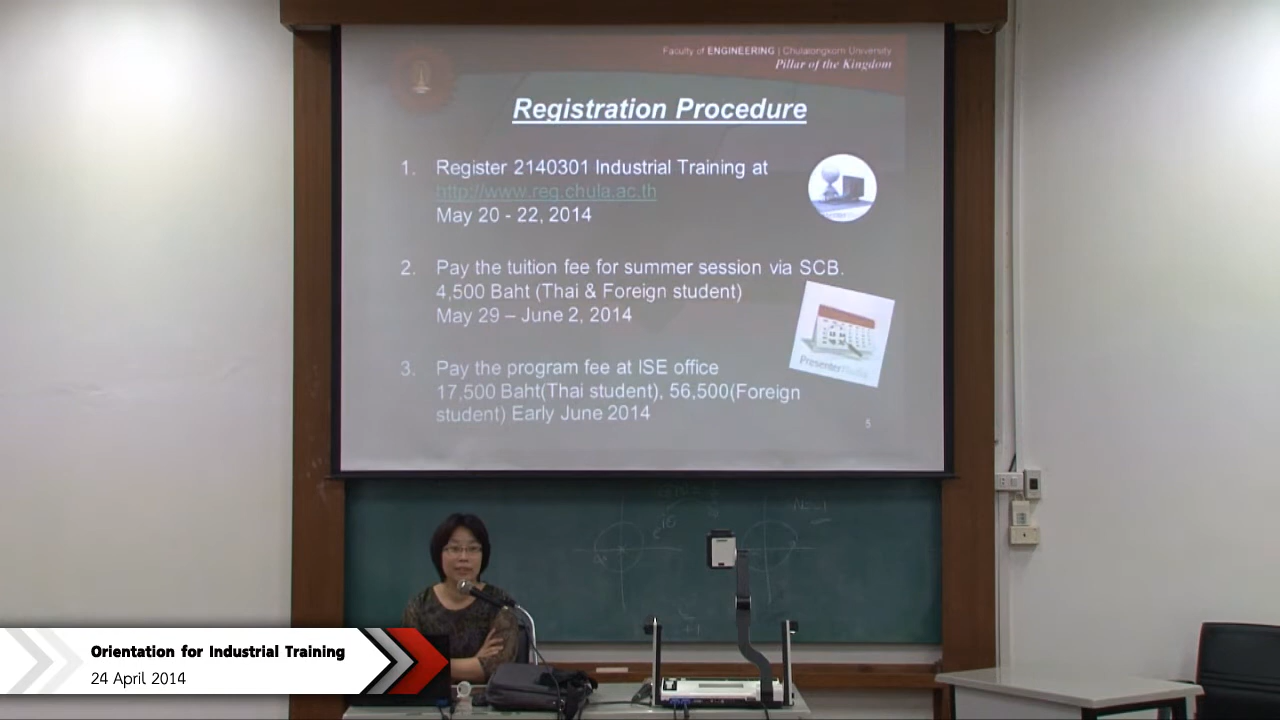 Faculty of ENGINEERING | Chulalongkorn University
Pillar of the Kingdom
Registration Procedure
1. Register 2140301 Industrial Training at
http://www.reg.chula.ac.th
May 20 - 22, 2014
2. Pay the tuition fee for summer session via SCB.
4,500 Baht (Thai & Foreign student)
May 29 – June 2, 2014
3. Pay the program fee at ISE office
17,500 Baht(Thai student), 56,500(Foreign
student) Early June 2014
PresenterMedia
5
Orientation for Industrial Training
24 April 2014